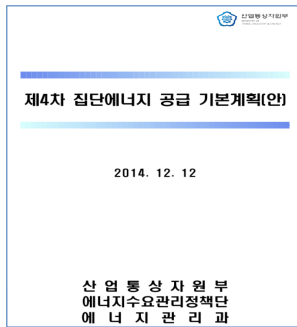 산업통상자원부
제4차 집단에너지 공급 기본계획(안)
2014. 12. 12
산 업 통 상 자 원 부
에너지수요관리정책단
에 너 지 관 리 과